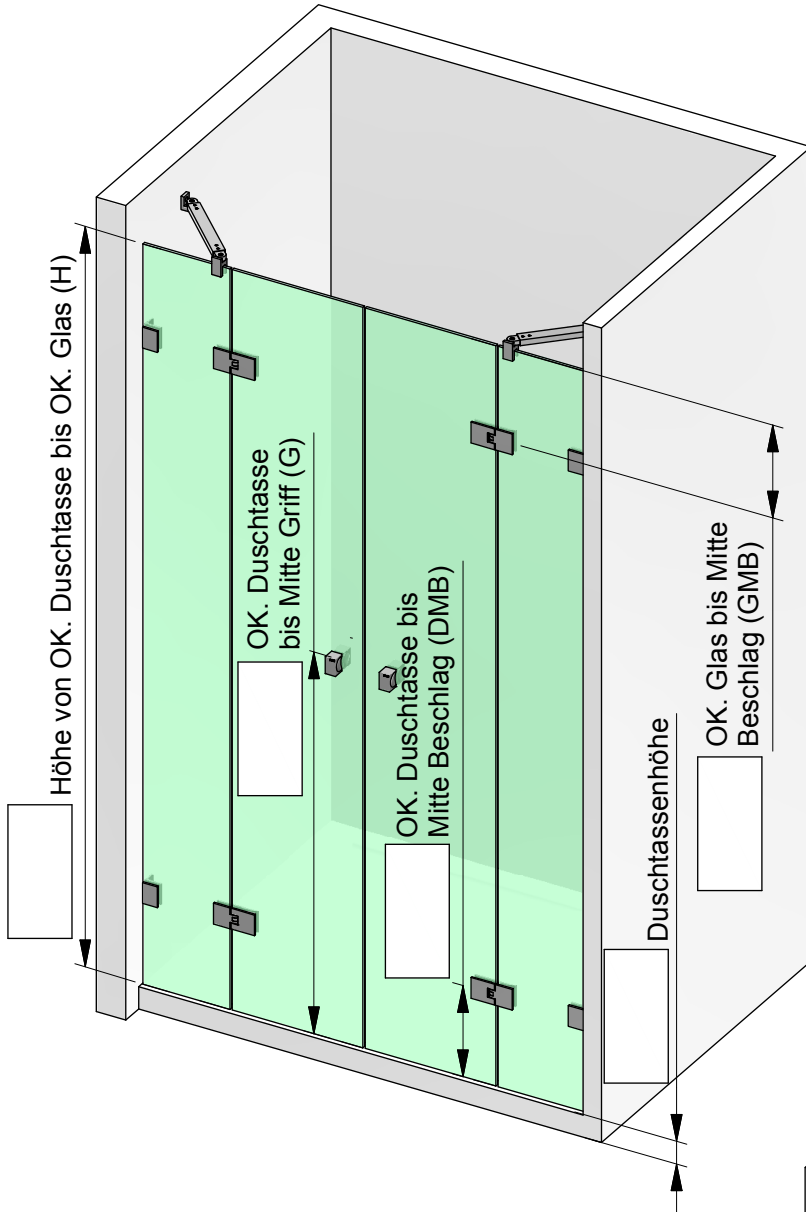 Höhe von OK. Duschtasse bis OK. Glas (H)
OK. Duschtasse
bis Mitte Griff (G)
OK. Duschtasse bis
Mitte Beschlag (DMB)
Duschtassenhöhe
OK. Glas bis Mitte
Beschlag (GMB)